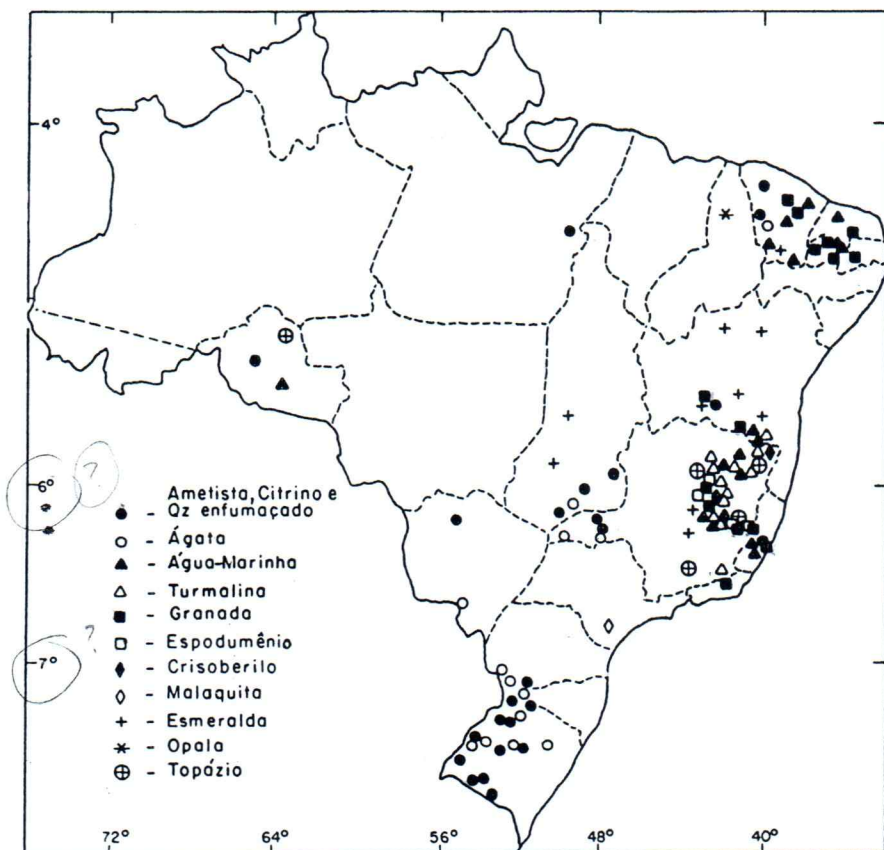 4°
6°
?
Ametista, Citrino e
Qz enfumaçado
- Ágata
- Água-Marinha
- Turmalina
- Granada
?
- Espodumênio
7°
- Crisoberilo
- Malaquita
- Esmeralda
- Opala
- Topázio
72°
64°
56°
48°
40°